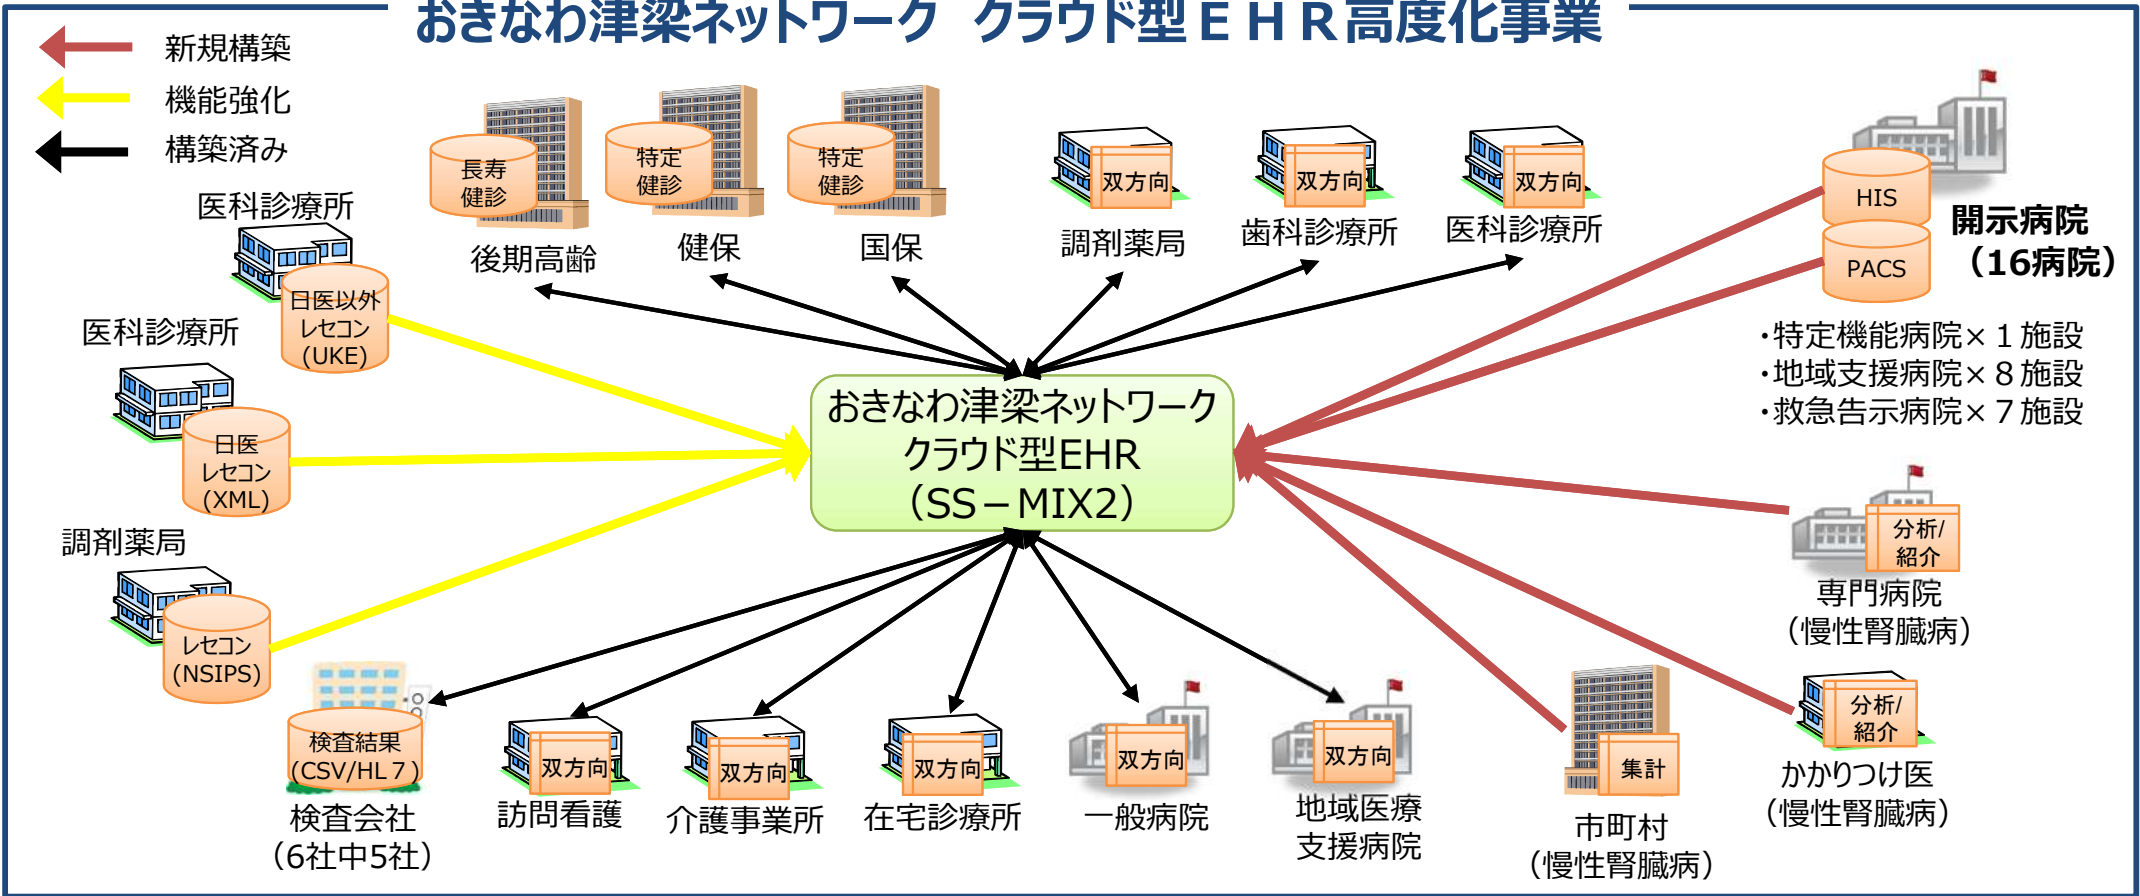 おきなわ津梁ネットワーク クラウド型EHR高度化事業
新規構築
機能強化
構築済み
長寿
健診
後期高齢
特定
健診
健保
特定
健診
国保
双方向
調剤薬局
双方向
歯科診療所
双方向
医科診療所
HIS
PACS
開示病院
（16病院）
・特定機能病院×１施設
・地域支援病院×８施設
・救急告示病院×７施設
医科診療所
日医以外
レセコン
(UKE)
医科診療所
日医
レセコン
(XML)
調剤薬局
レセコン
(NSIPS)
おきなわ津梁ネットワーク
クラウド型EHR
（SS－MIX2）
分析/
紹介
専門病院
（慢性腎臓病）
分析/
紹介
かかりつけ医
（慢性腎臓病）
集計
市町村
（慢性腎臓病）
検査結果
(CSV/HL７)
検査会社
（6社中5社）
双方向
訪問看護
双方向
介護事業所
双方向
在宅診療所
双方向
一般病院
双方向
地域医療
支援病院